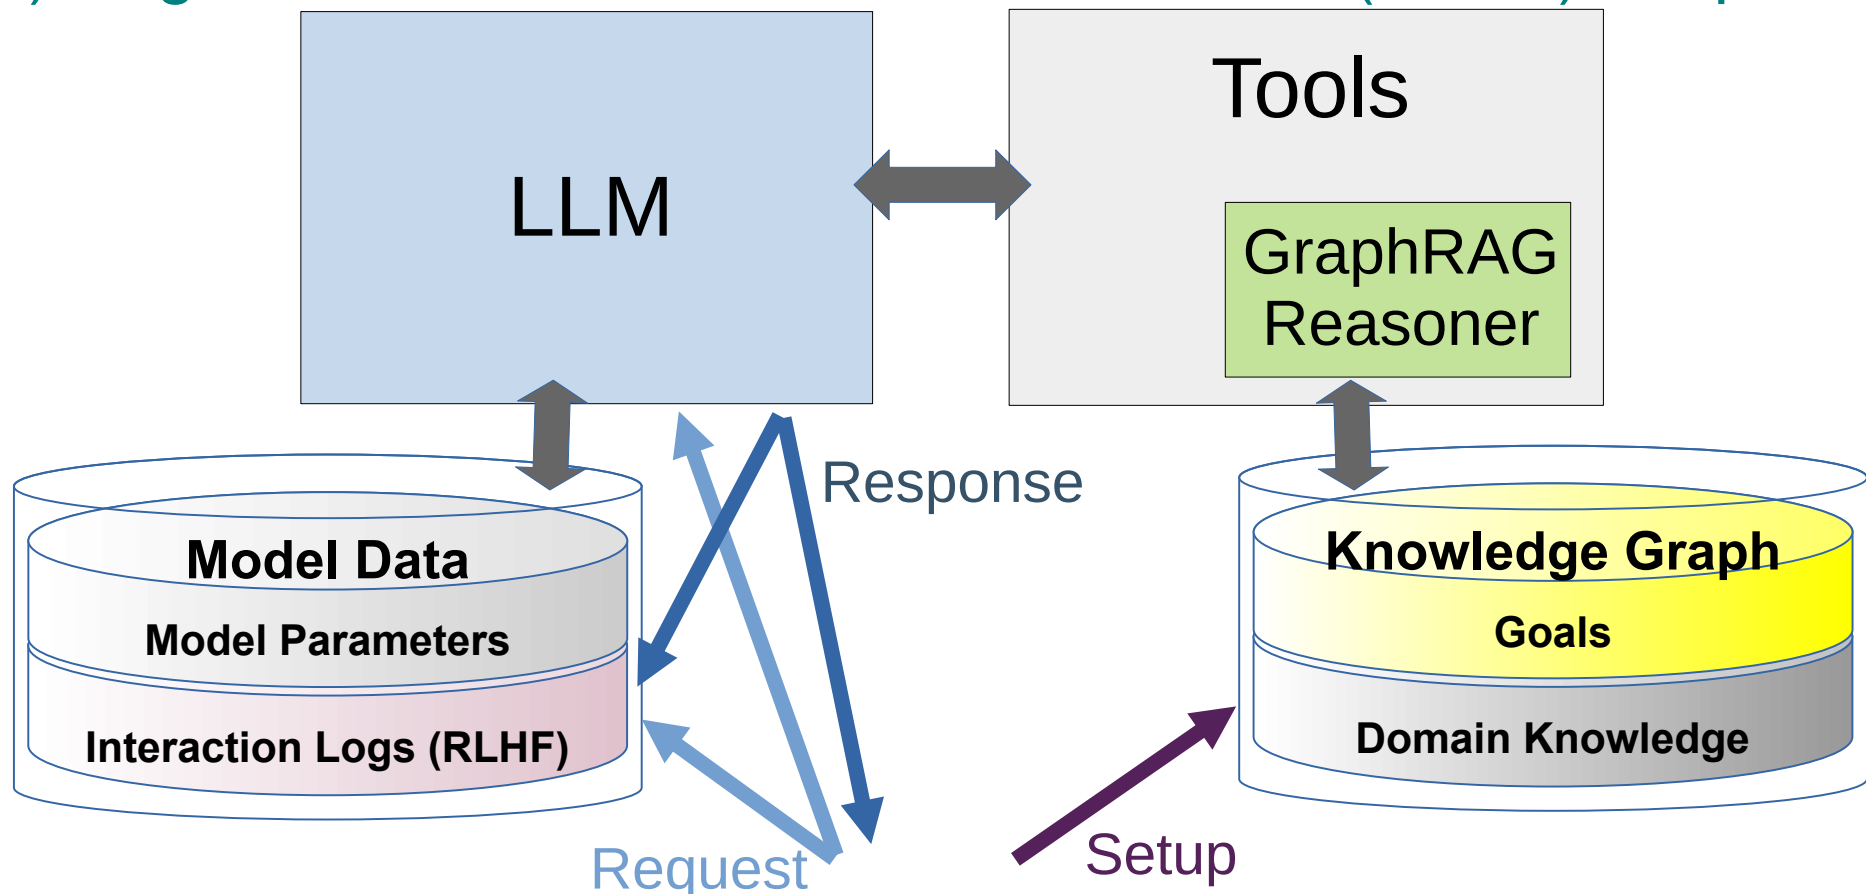 LLM
Tools
GraphRAG
Reasoner
Response
Model Data
Model Parameters
Interaction Logs (RLHF)
Knowledge Graph
Goals
Domain Knowledge
Request
Setup